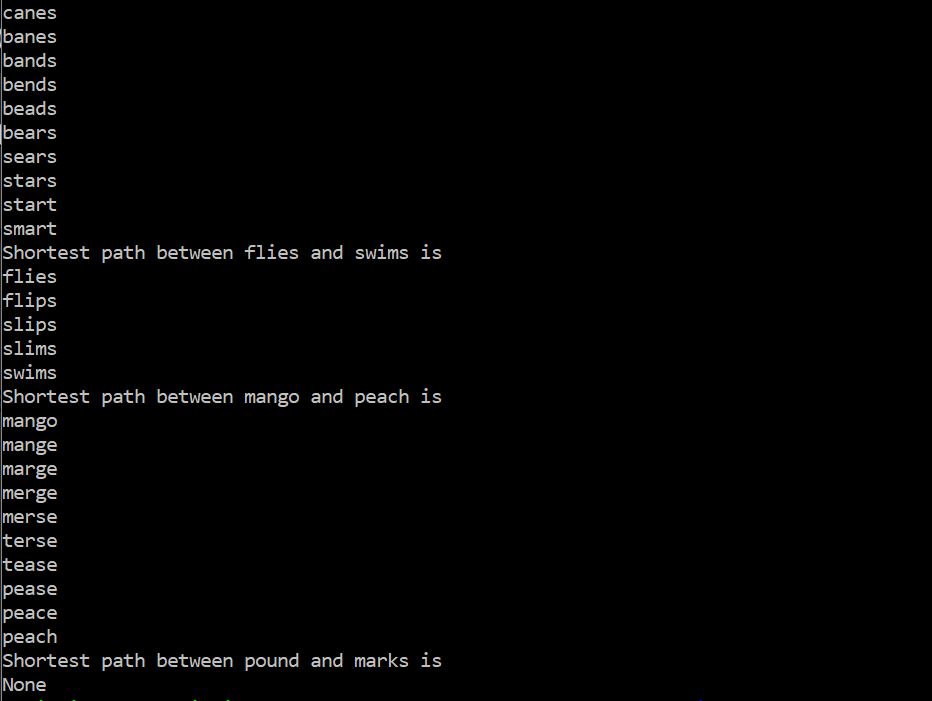 canes
banes
bands
bends
beads
bears
sears
stars
start
smart
Shortest path between flies and swims is
flies
flips
slips
slims
swims
Shortest path between mango and peach is
mango
mange
marge
merge
merse
terse
tease
pease
peace
peach
Shortest path between pound and marks is
None